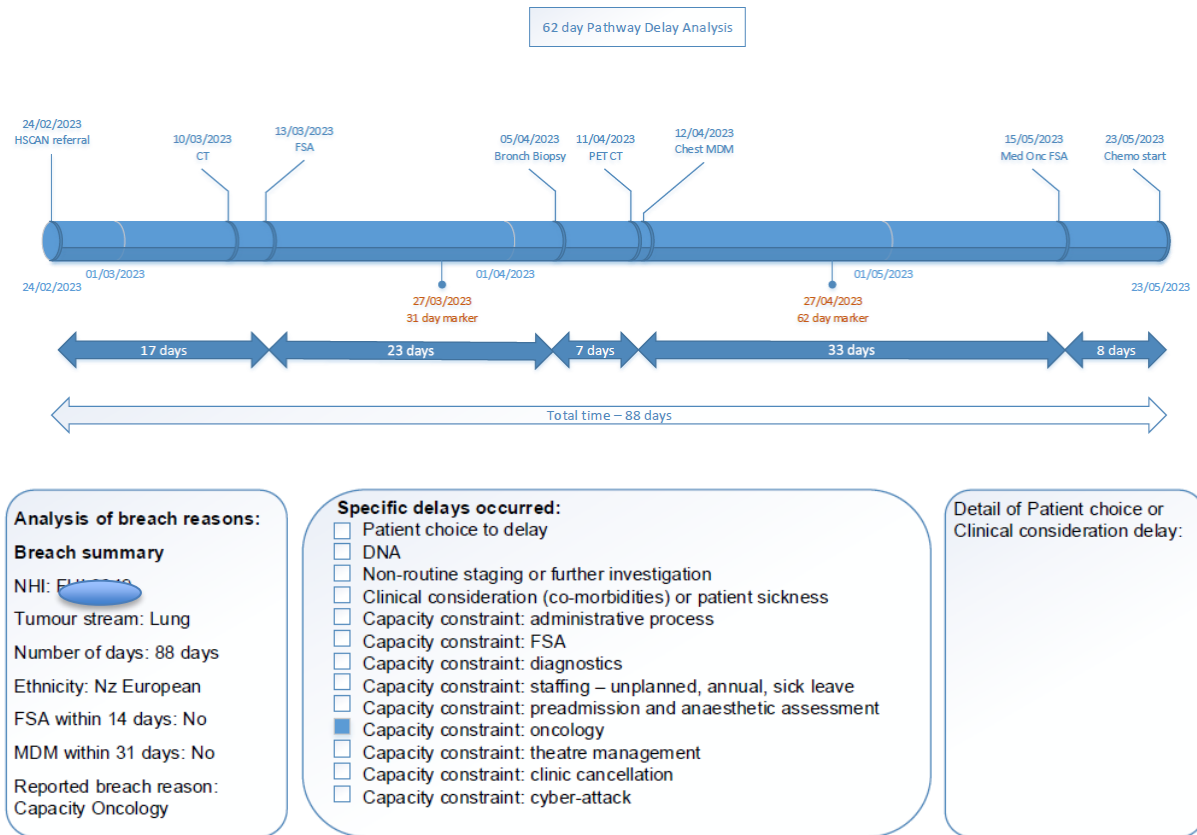 62 day Pathway Delay Analysis
24/02/2023
HSCAN referral
10/03/2023
CT
13/03/2023
FSA
05/04/2023
Bronch Biopsy
11/04/2023
PET CT
12/04/2023
Chest MDM
15/05/2023
Med Onc FSA
23/05/2023
Chemo start
24/02/2023
01/03/2023
27/03/2023
31 day marker
01/04/2023
27/04/2023
62 day marker
01/05/2023
23/05/2023
17 days
23 days
7 days
33 days
8 days
Total time – 88 days
Analysis of breach reasons:
Breach summary
NHI:
Tumour stream: Lung
Number of days: 88 days
Ethnicity: Nz European
FSA within 14 days: No
MDM within 31 days: No
Reported breach reason:
Capacity Oncology
Specific delays occurred:
Patient choice to delay
DNA
Non-routine staging or further investigation
Clinical consideration (co-morbidities) or patient sickness
Capacity constraint: administrative process
Capacity constraint: FSA
Capacity constraint: diagnostics
Capacity constraint: staffing – unplanned, annual, sick leave
Capacity constraint: preadmission and anaesthetic assessment
Capacity constraint: oncology
Capacity constraint: theatre management
Capacity constraint: clinic cancellation
Capacity constraint: cyber-attack
Detail of Patient choice or
Clinical consideration delay: